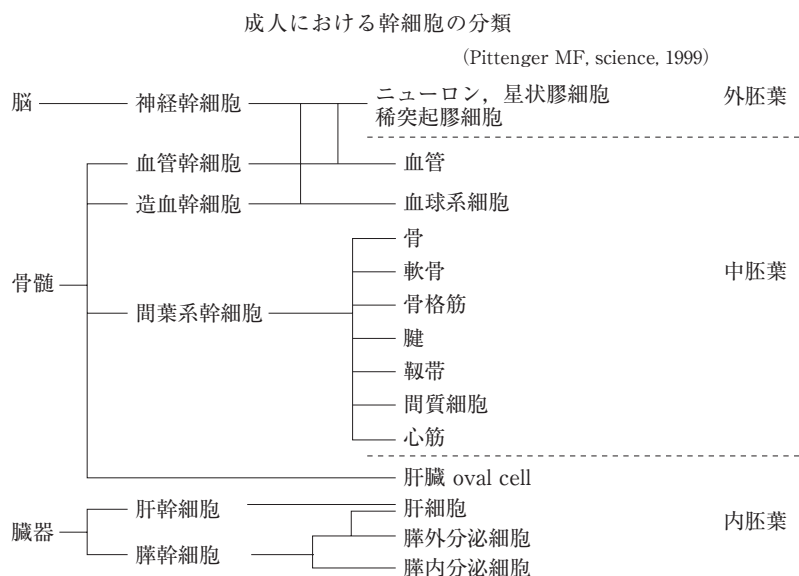 成人における幹細胞の分類
(Pittenger MF, science, 1999)
脳 神経幹細胞 ニューロン，星状膠細胞 外胚葉
稀突起膠細胞
血管幹細胞 血管
造血幹細胞 血球系細胞
骨
軟骨 中胚葉
骨髄
骨格筋
間葉系幹細胞
腱
靱帯
間質細胞
心筋
肝臓 oval cell
肝幹細胞 肝細胞
内胚葉
臓器
膵外分泌細胞
膵幹細胞
膵内分泌細胞